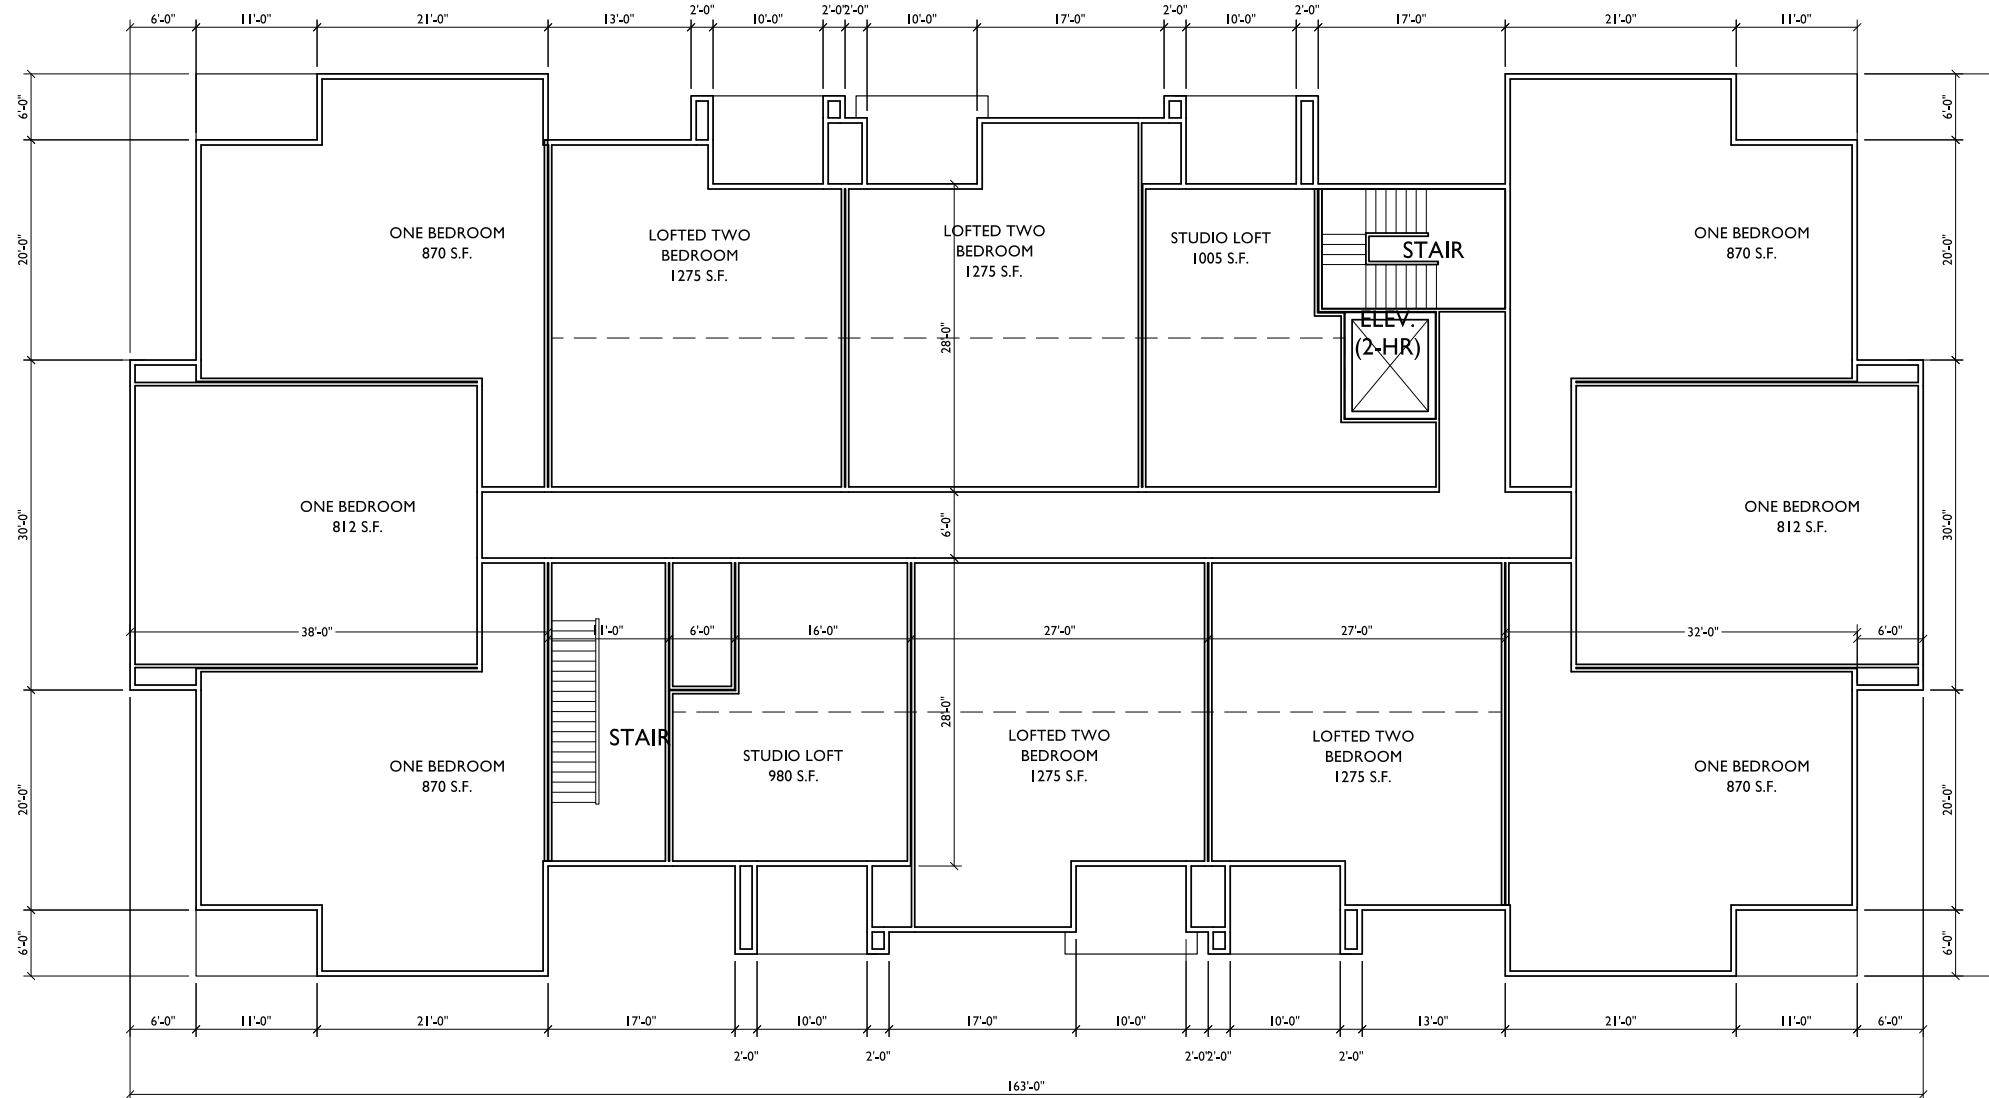 2'-0" 2'-0" 2'-0" 2'-0" 2'-0"
6'-0" 11'-0" 21'-0" 13'-0" 10'-0" 10'-0" 17'-0" 10'-0" 17'-0" 21'-0" 11'-0"
6'-0" 6'-0"
20'-0" 20'-0"
ONE BEDROOM
870 S.F.
LOFTED TWO
BEDROOM
1275 S.F.
LOFTED TWO
BEDROOM
1275 S.F.
STUDIO LOFT
1005 S.F.
STAIR
ONE BEDROOM
870 S.F.
ELEV.
(2-HR)
28'-0"
ONE BEDROOM
812 S.F.
30'-0"
6'-0"
ONE BEDROOM
812 S.F.
30'-0"
38'-0" 11'-0" 6'-0" 16'-0" 27'-0" 27'-0" 32'-0" 6'-0"
28'-0"
ONE BEDROOM
870 S.F.
STAIR
STUDIO LOFT
980 S.F.
LOFTED TWO
BEDROOM
1275 S.F.
LOFTED TWO
BEDROOM
1275 S.F.
ONE BEDROOM
870 S.F.
20'-0" 20'-0"
6'-0" 6'-0"
6'-0" 11'-0" 21'-0" 17'-0" 10'-0" 17'-0" 10'-0" 10'-0" 13'-0" 21'-0" 11'-0" 6'-0"
2'-0" 2'-0" 2'-0" 2'-0" 2'-0"
163'-0"